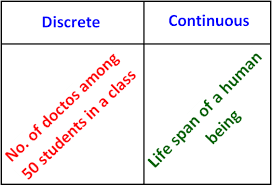 Discrete
Continuous
No. of doctos among
50 students in a class
Life span of a human
being